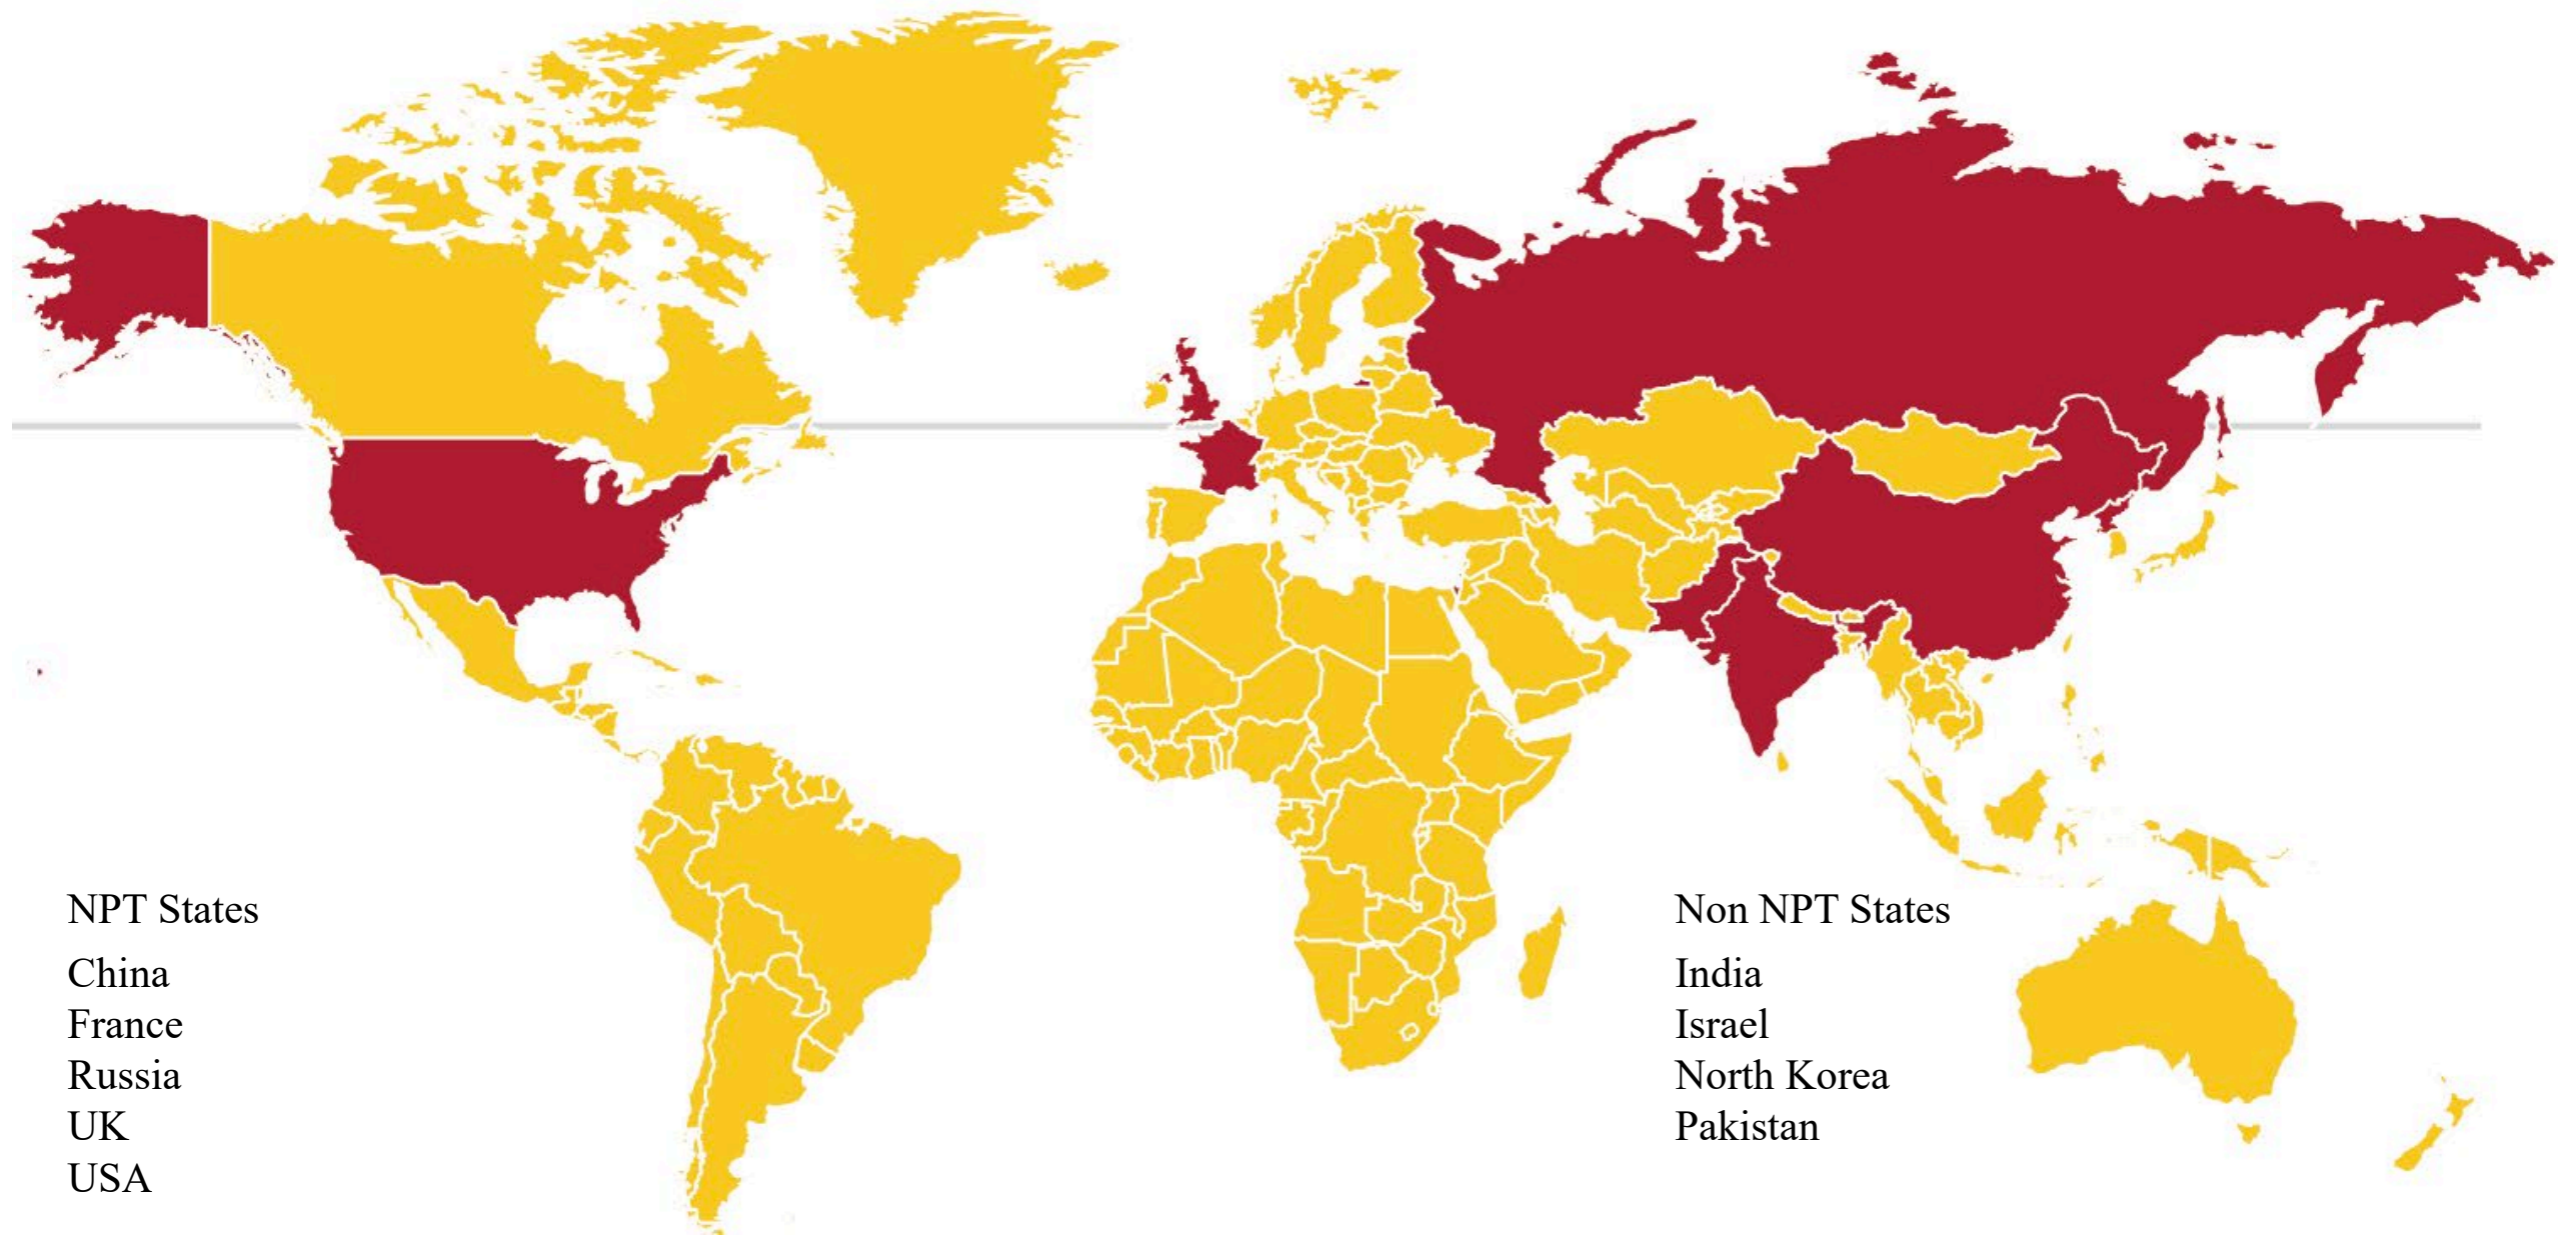 NPT States
China
France
Russia
UK
USA
Non NPT States
India
Israel
North Korea
Pakistan